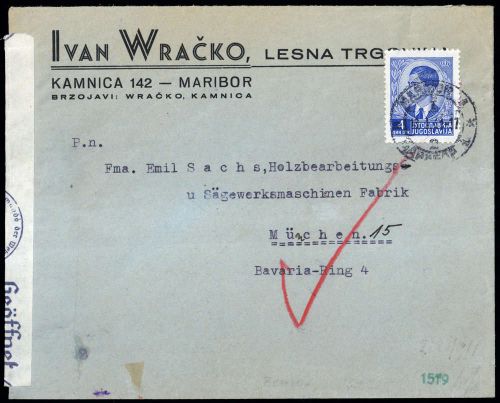 IVAN WRAČKO, LESNA TRGOVINA
KAMNICA 142 — MARIBOR
BRZOJAVI: WRAČKO, KAMNICA
4
JUGOSLAVIJA
P.n.
Fma. Emil Sachs, Holzbearbeitungs
u Sägewerksmaschinen Fabrik
München. 15
Bavaria-Ring 4
Geöffnet
1519